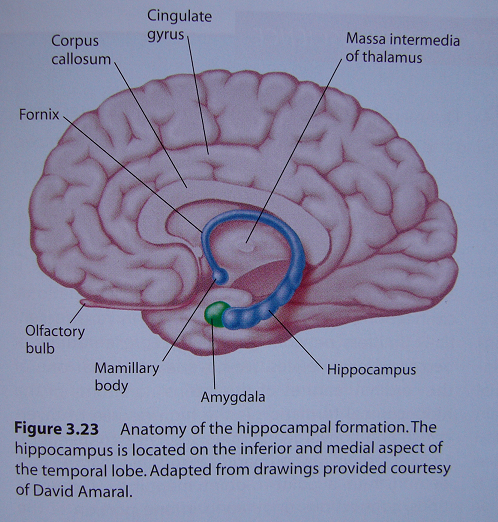 Cingulate
gyrus
Corpus
callosum
Massa intermedia
of thalamus
Fornix
Olfactory
bulb
Mamillary
body
Amygdala
Hippocampus
Figure 3.23 Anatomy of the hippocampal formation. The
hippocampus is located on the inferior and medial aspect of
the temporal lobe. Adapted from drawings provided courtesy
of David Amaral.